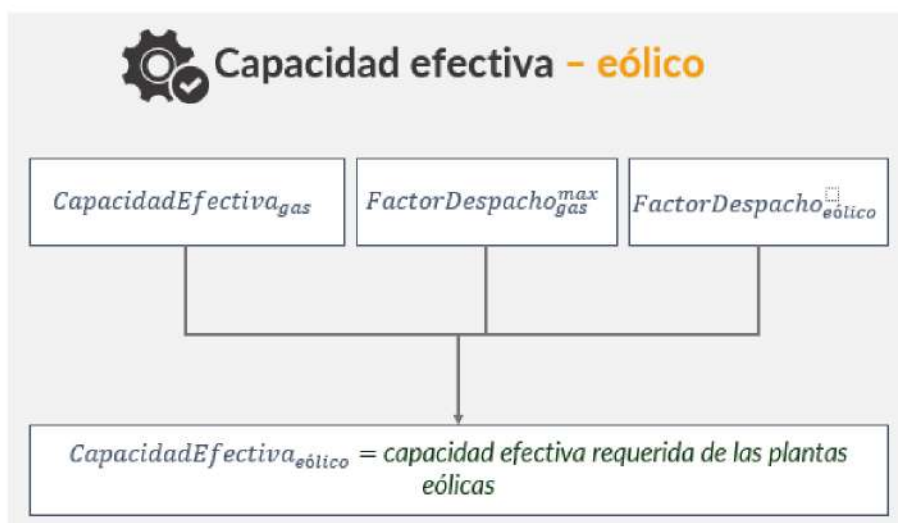 Capacidad efectiva – eólico
CapacidadEfectiva_gas
FactorDespacho_gas^max
FactorDespacho_eólico
CapacidadEfectiva_eólico = capacidad efectiva requerida de las plantas
eólicas